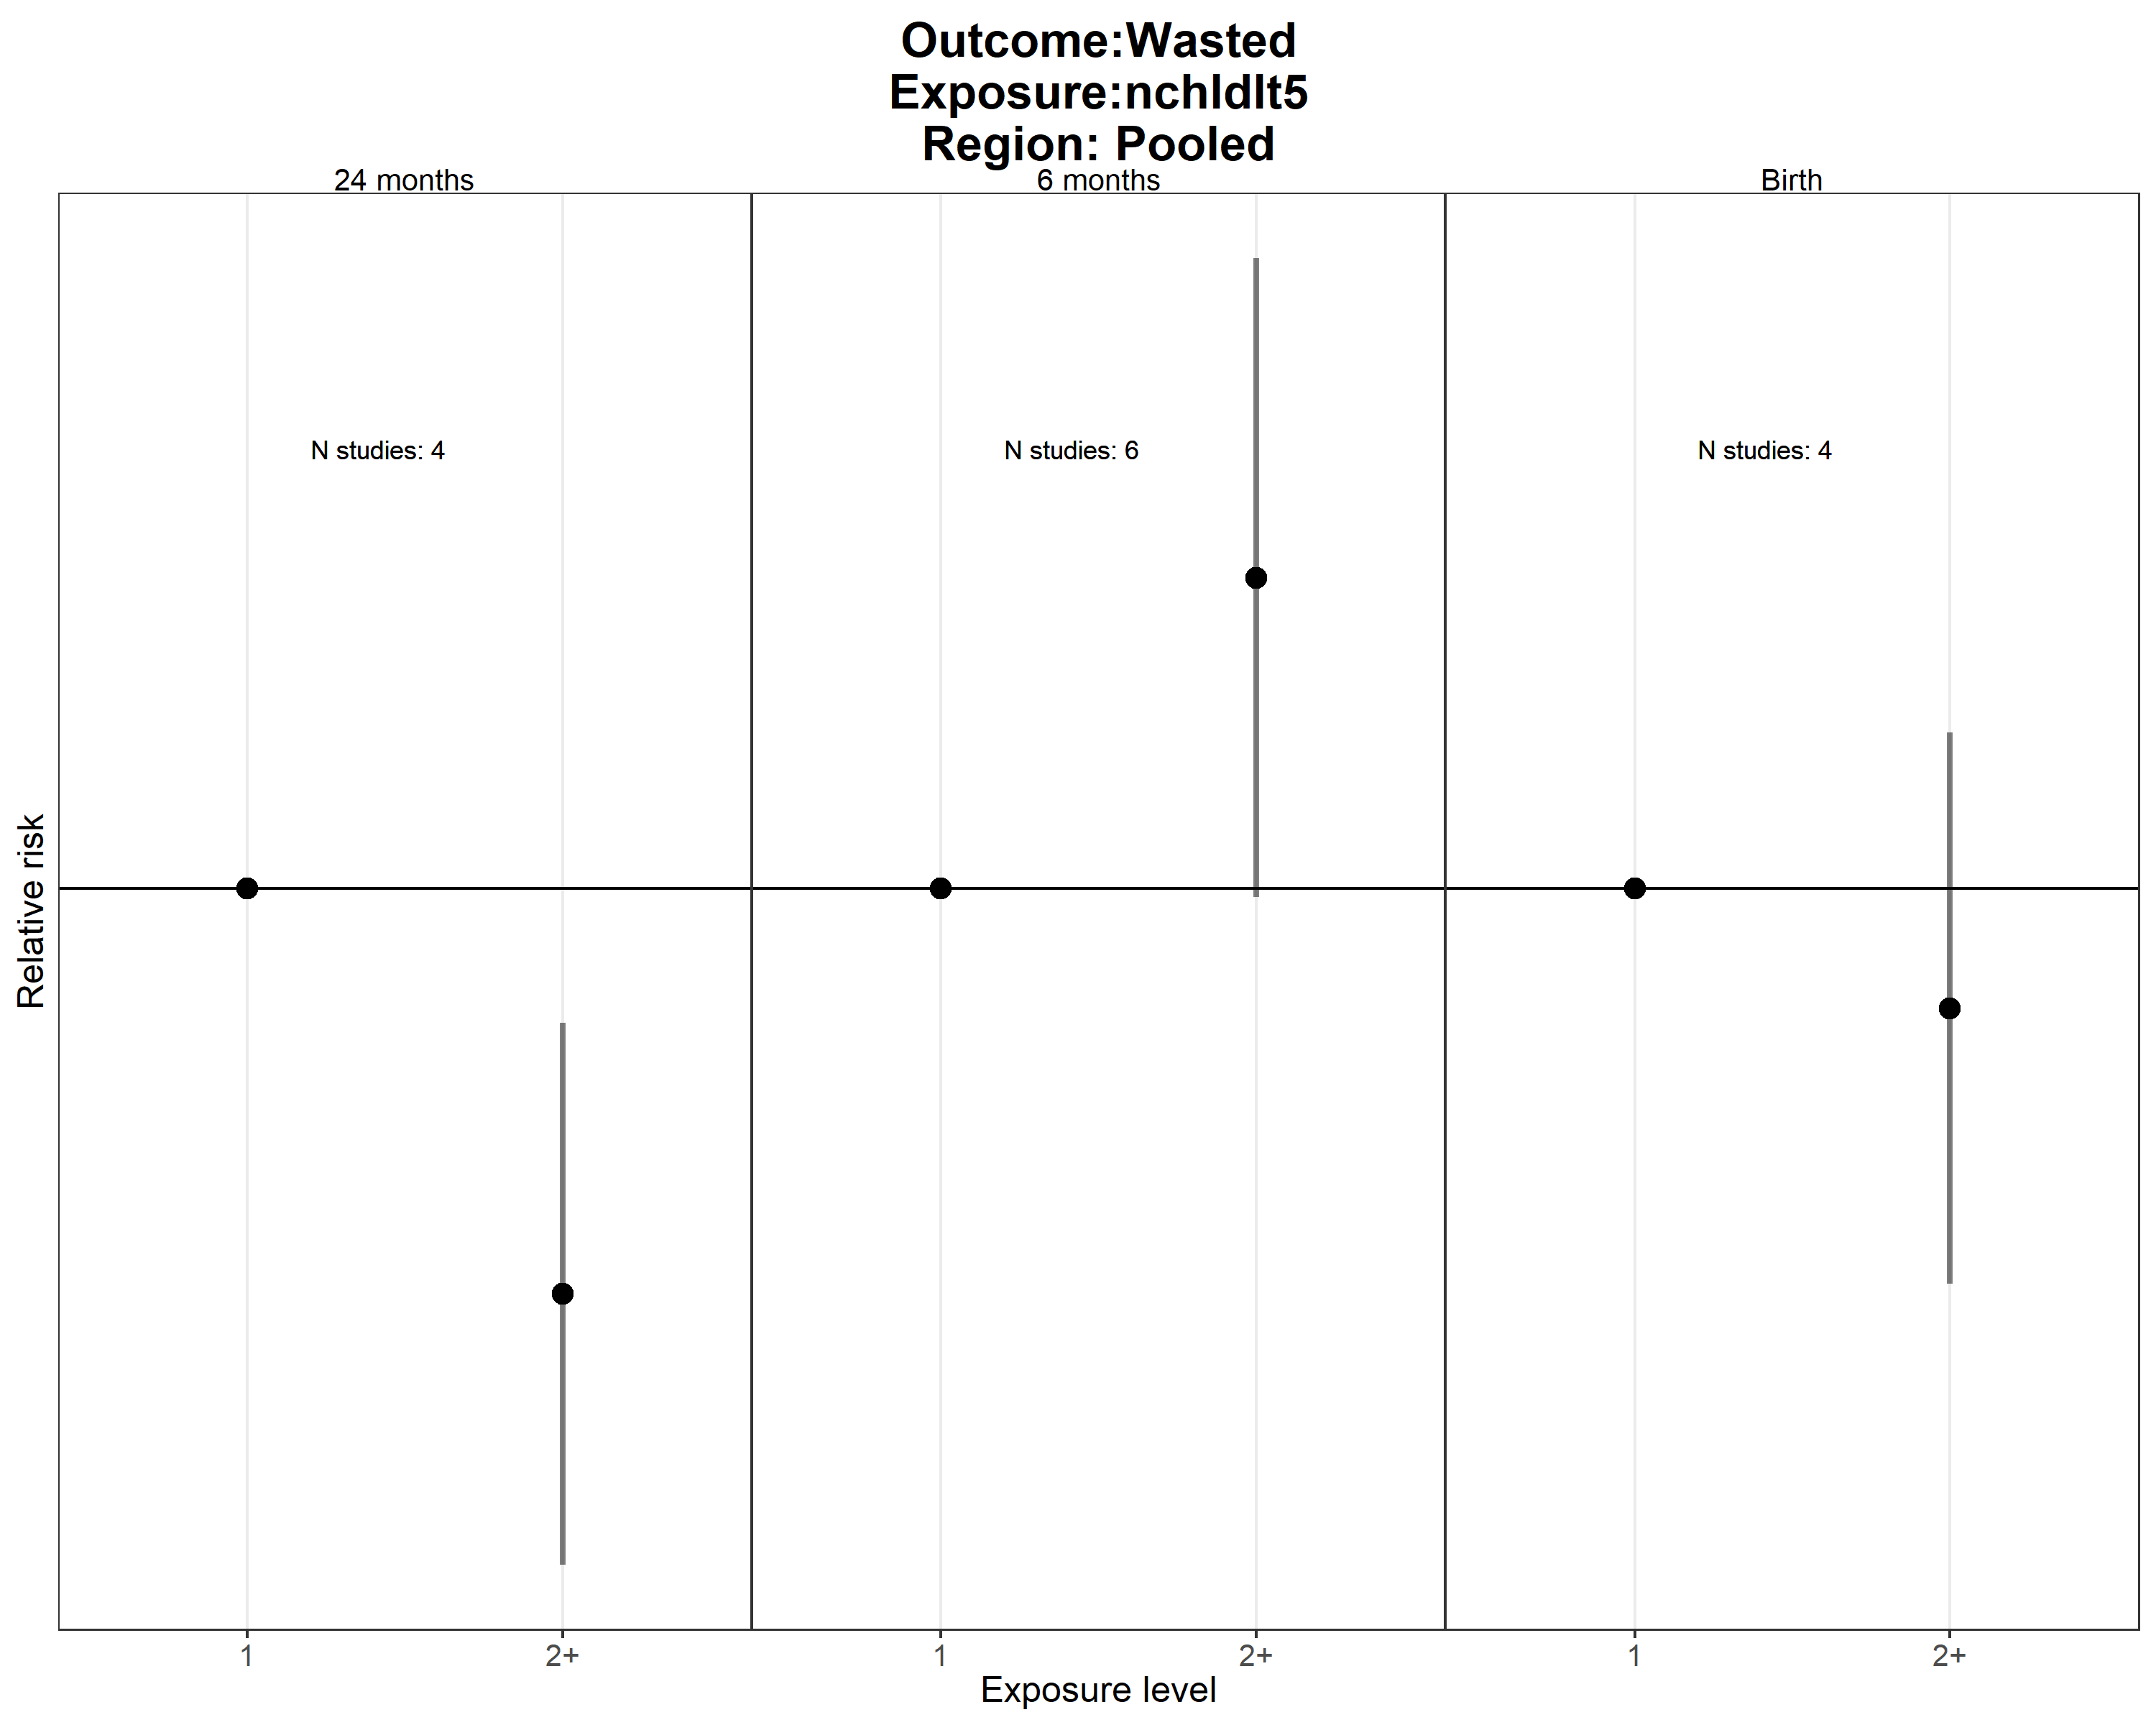 Outcome:Wasted
Exposure:nchldlt5
Region: Pooled
24 months
6 months
Birth
N studies: 4
N studies: 6
N studies: 4
Relative risk
1
2+
1
2+
1
2+
Exposure level